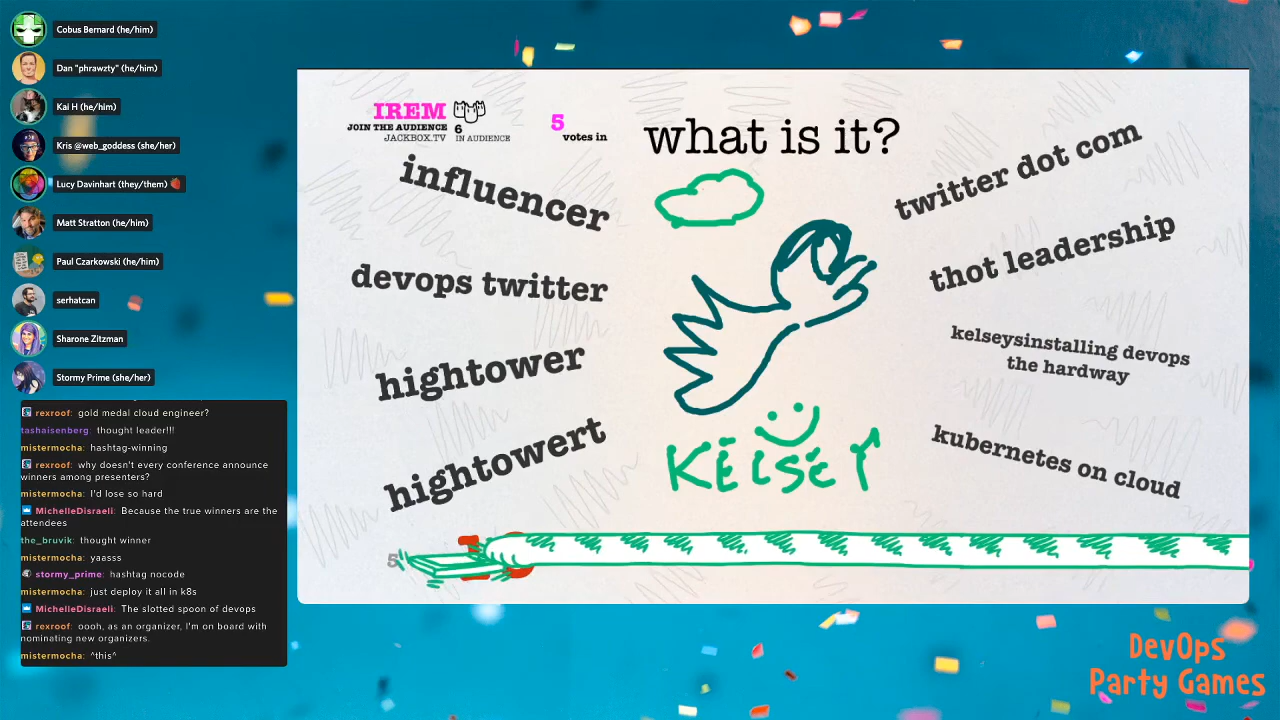 Cobus Bernard (he/him)
Dan "phrawzty" (he/him)
Kai H (he/him)
Kris @web_goddess (she/her)
Lucy Davinhart (they/them) 🍓
Matt Stratton (he/him)
Paul Czarkowski (he/him)
serhatcan
Sharone Zitzman
Stormy Prime (she/her)
rexroof: gold medal cloud engineer?
tashaisenberg: thought leader!!!
mistermocha: hashtag-winning
rexroof: why doesn't every conference announce
winners among presenters?
mistermocha: I'd lose so hard
MichelleDisraeli: Because the true winners are the
attendees
the_bruvik: thought winner
mistermocha: yaasss
stormy_prime: hashtag nocode
mistermocha: just deploy it all in k8s
MichelleDisraeli: The slotted spoon of devops
rexroof: oooh, as an organizer, I'm on board with
nominating new organizers.
mistermocha: ^this^
IREM
JOIN THE AUDIENCE
JACKBOX.TV
6
IN AUDIENCE
5
votes in
what is it?
influencer
devops twitter
hightower
hightowert
twitter dot com
thot leadership
kelseysinstalling devops
the hardway
kubernetes on cloud
KELSEY
5
DevOps
Party Games